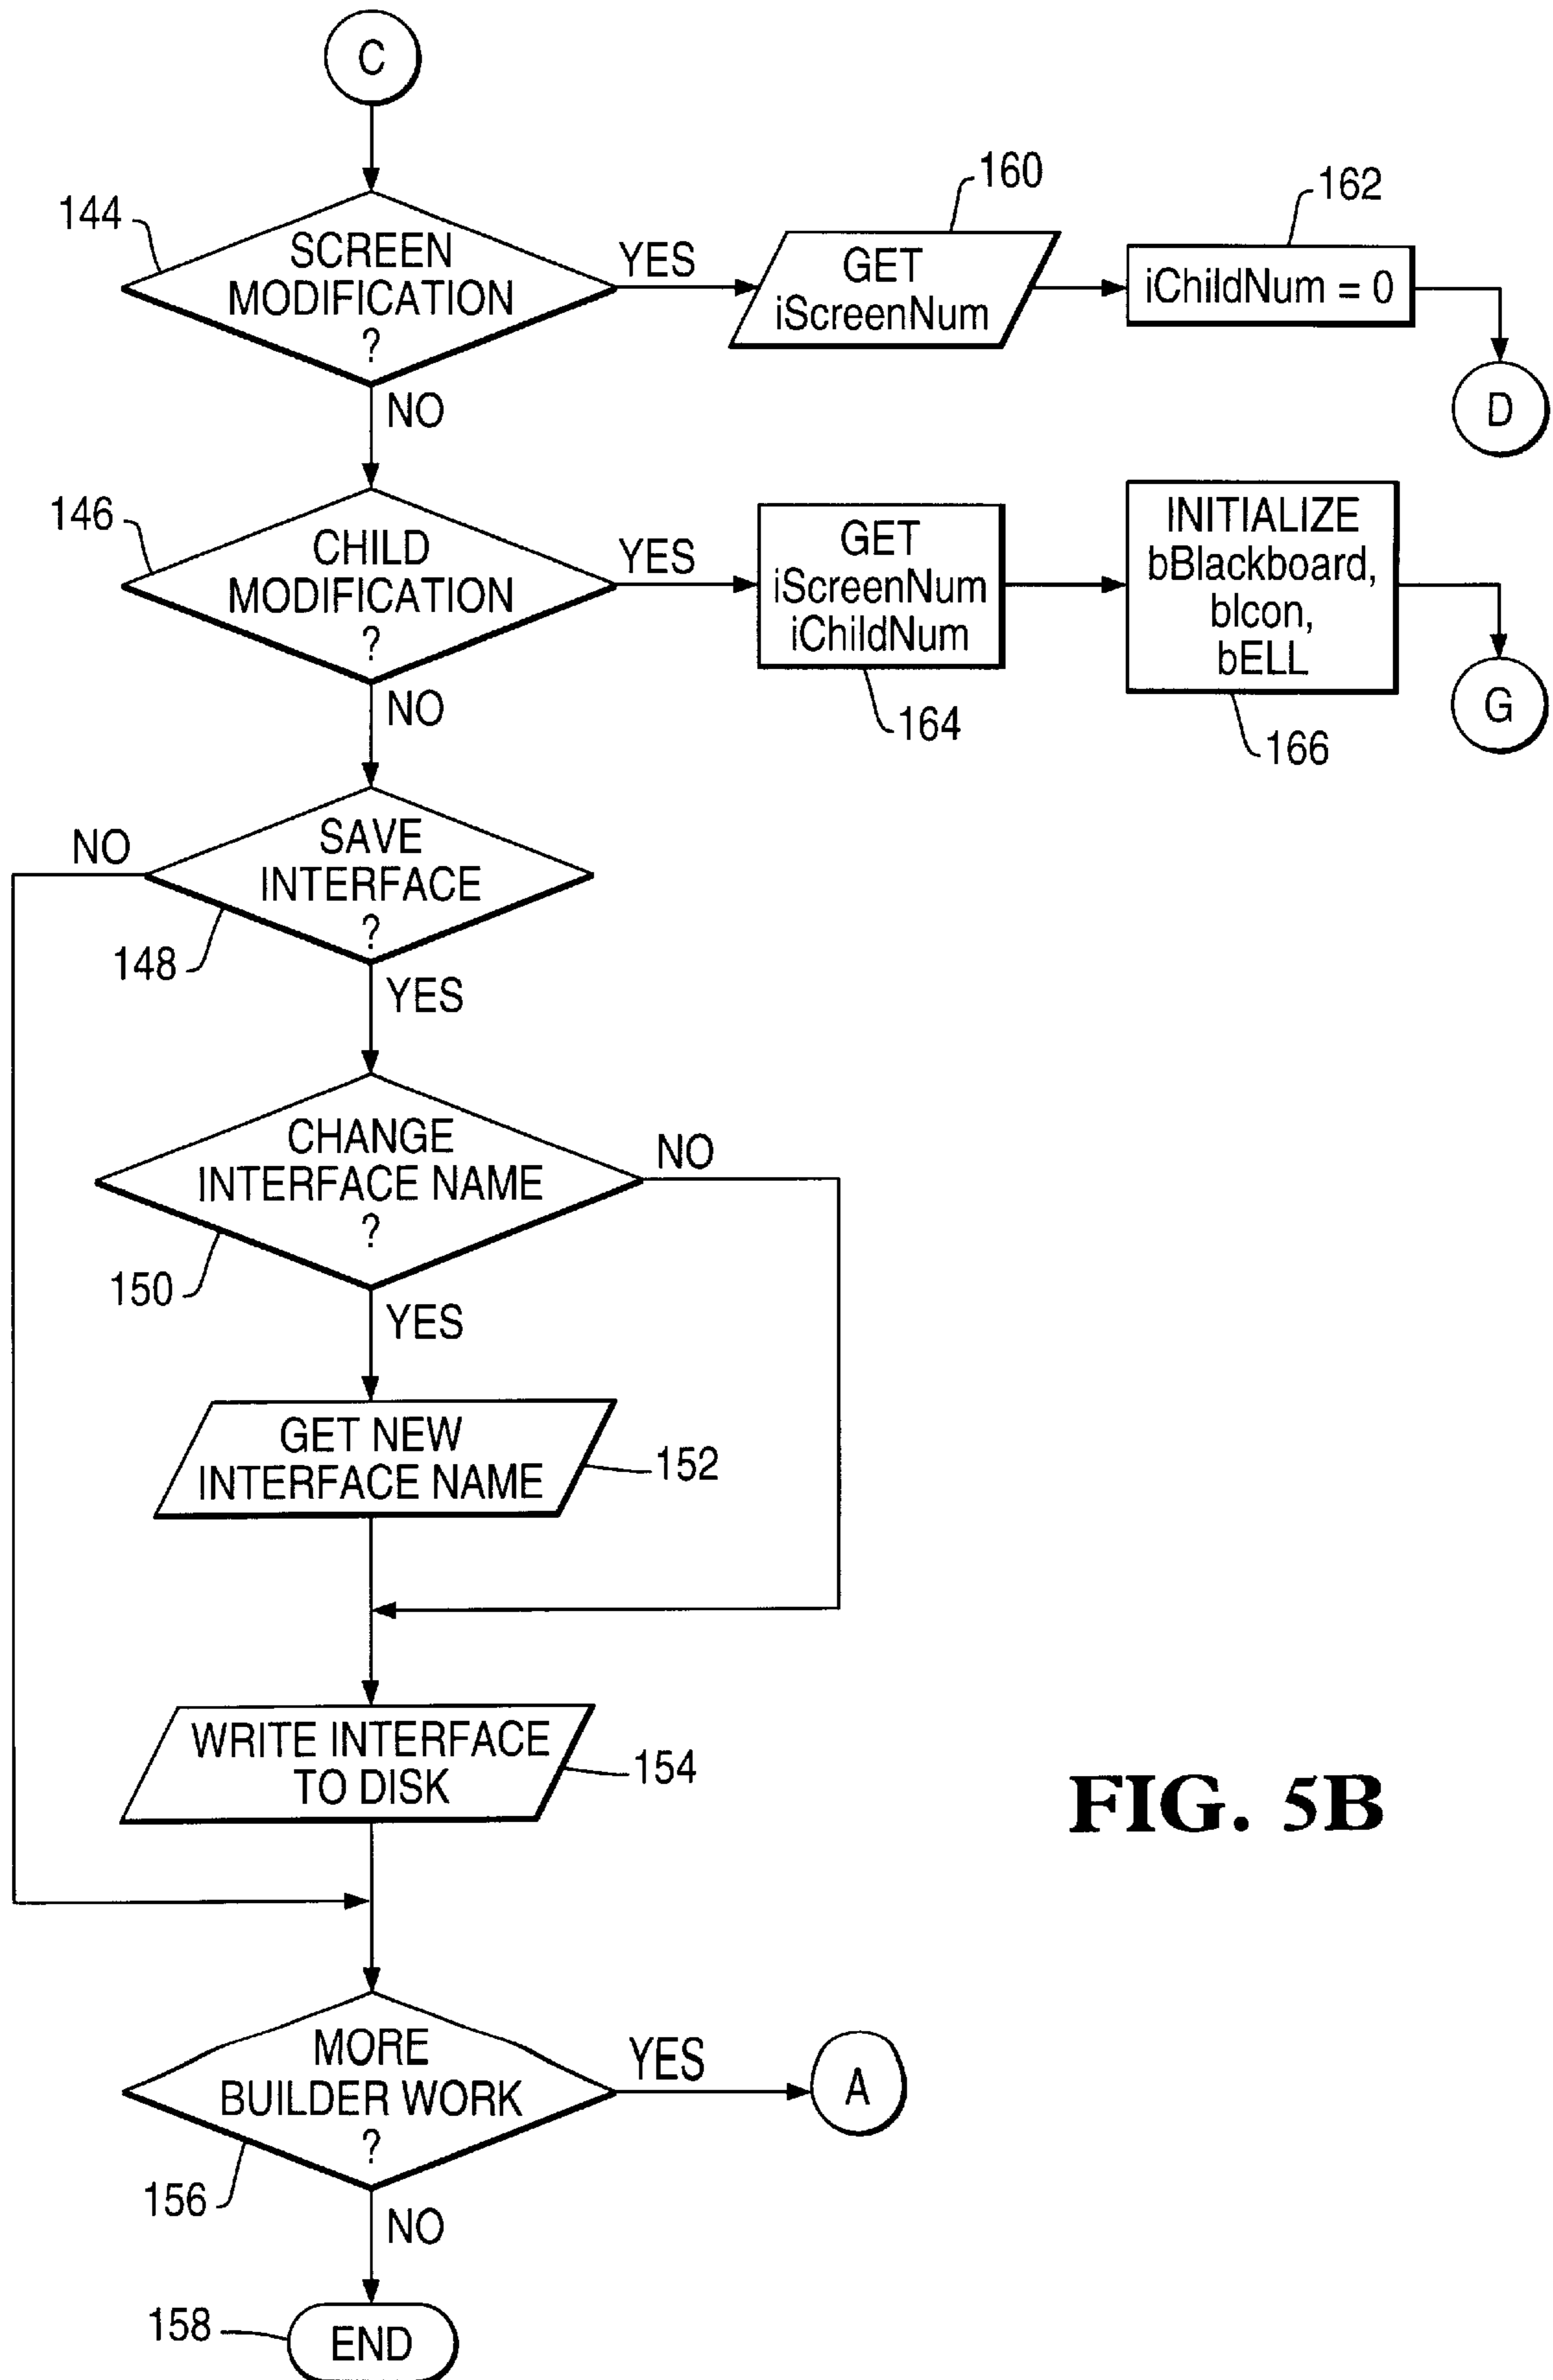 C
144
SCREEN
MODIFICATION
?
YES
160
GET
iScreenNum
162
iChildNum = 0
D
NO
146
CHILD
MODIFICATION
?
YES
GET
iScreenNum
iChildNum
164
INITIALIZE
bBlackboard,
bIcon,
bELL
166
G
NO
NO
SAVE
INTERFACE
?
148
YES
CHANGE
INTERFACE NAME
?
NO
150
YES
GET NEW
INTERFACE NAME
152
WRITE INTERFACE
TO DISK
154
FIG. 5B
MORE
BUILDER WORK
?
YES
A
156
NO
158
END